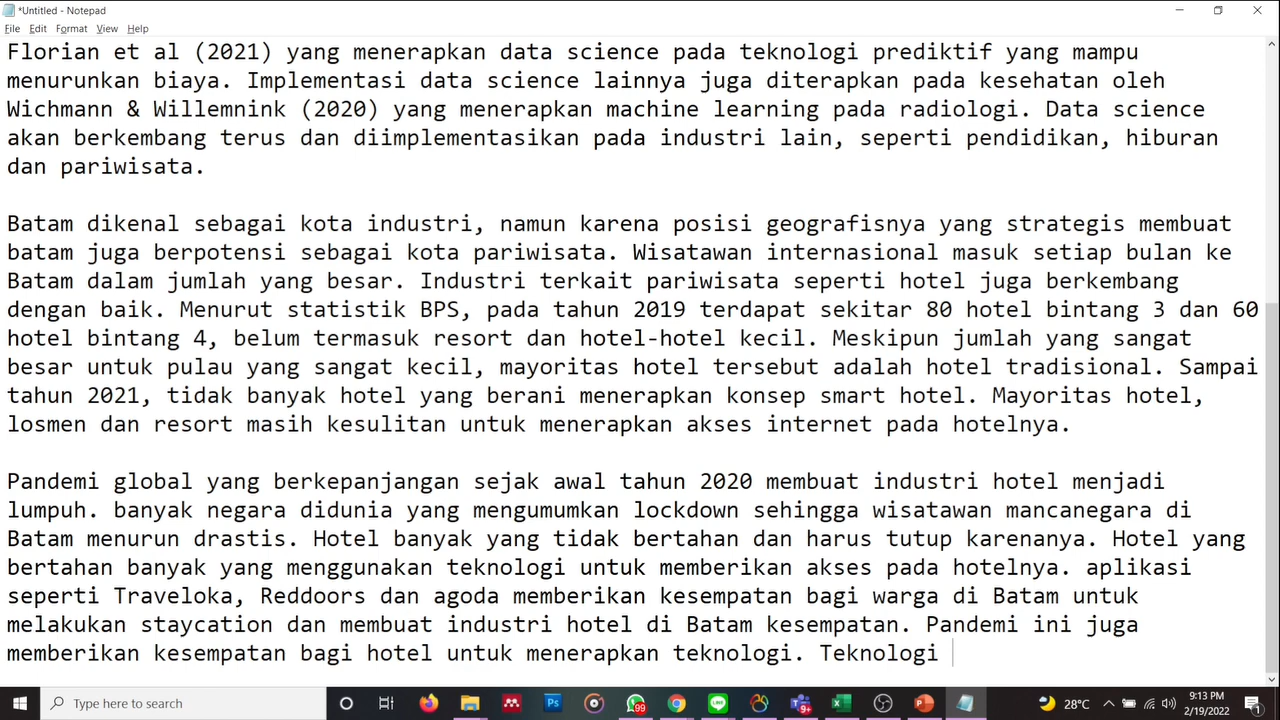 *Untitled - Notepad
File Edit Format View Help
Florian et al (2021) yang menerapkan data science pada teknologi prediktif yang mampu
menurunkan biaya. Implementasi data science lainnya juga diterapkan pada kesehatan oleh
Wichmann & Willemnink (2020) yang menerapkan machine learning pada radiologi. Data science
akan berkembang terus dan diimplementasikan pada industri lain, seperti pendidikan, hiburan
dan pariwisata.
Batam dikenal sebagai kota industri, namun karena posisi geografisnya yang strategis membuat
batam juga berpotensi sebagai kota pariwisata. Wisatawan internasional masuk setiap bulan ke
Batam dalam jumlah yang besar. Industri terkait pariwisata seperti hotel juga berkembang
dengan baik. Menurut statistik BPS, pada tahun 2019 terdapat sekitar 80 hotel bintang 3 dan 60
hotel bintang 4, belum termasuk resort dan hotel-hotel kecil. Meskipun jumlah yang sangat
besar untuk pulau yang sangat kecil, mayoritas hotel tersebut adalah hotel tradisional. Sampai
tahun 2021, tidak banyak hotel yang berani menerapkan konsep smart hotel. Mayoritas hotel,
losmen dan resort masih kesulitan untuk menerapkan akses internet pada hotelnya.
Pandemi global yang berkepanjangan sejak awal tahun 2020 membuat industri hotel menjadi
lumpuh. banyak negara didunia yang mengumumkan lockdown sehingga wisatawan mancanegara di
Batam menurun drastis. Hotel banyak yang tidak bertahan dan harus tutup karenanya. Hotel yang
bertahan banyak yang menggunakan teknologi untuk memberikan akses pada hotelnya. aplikasi
seperti Traveloka, Reddoors dan agoda memberikan kesempatan bagi warga di Batam untuk
melakukan staycation dan membuat industri hotel di Batam kesempatan. Pandemi ini juga
memberikan kesempatan bagi hotel untuk menerapkan teknologi. Teknologi
Type here to search
99
9+
28°C
9:13 PM
2/19/2022
1